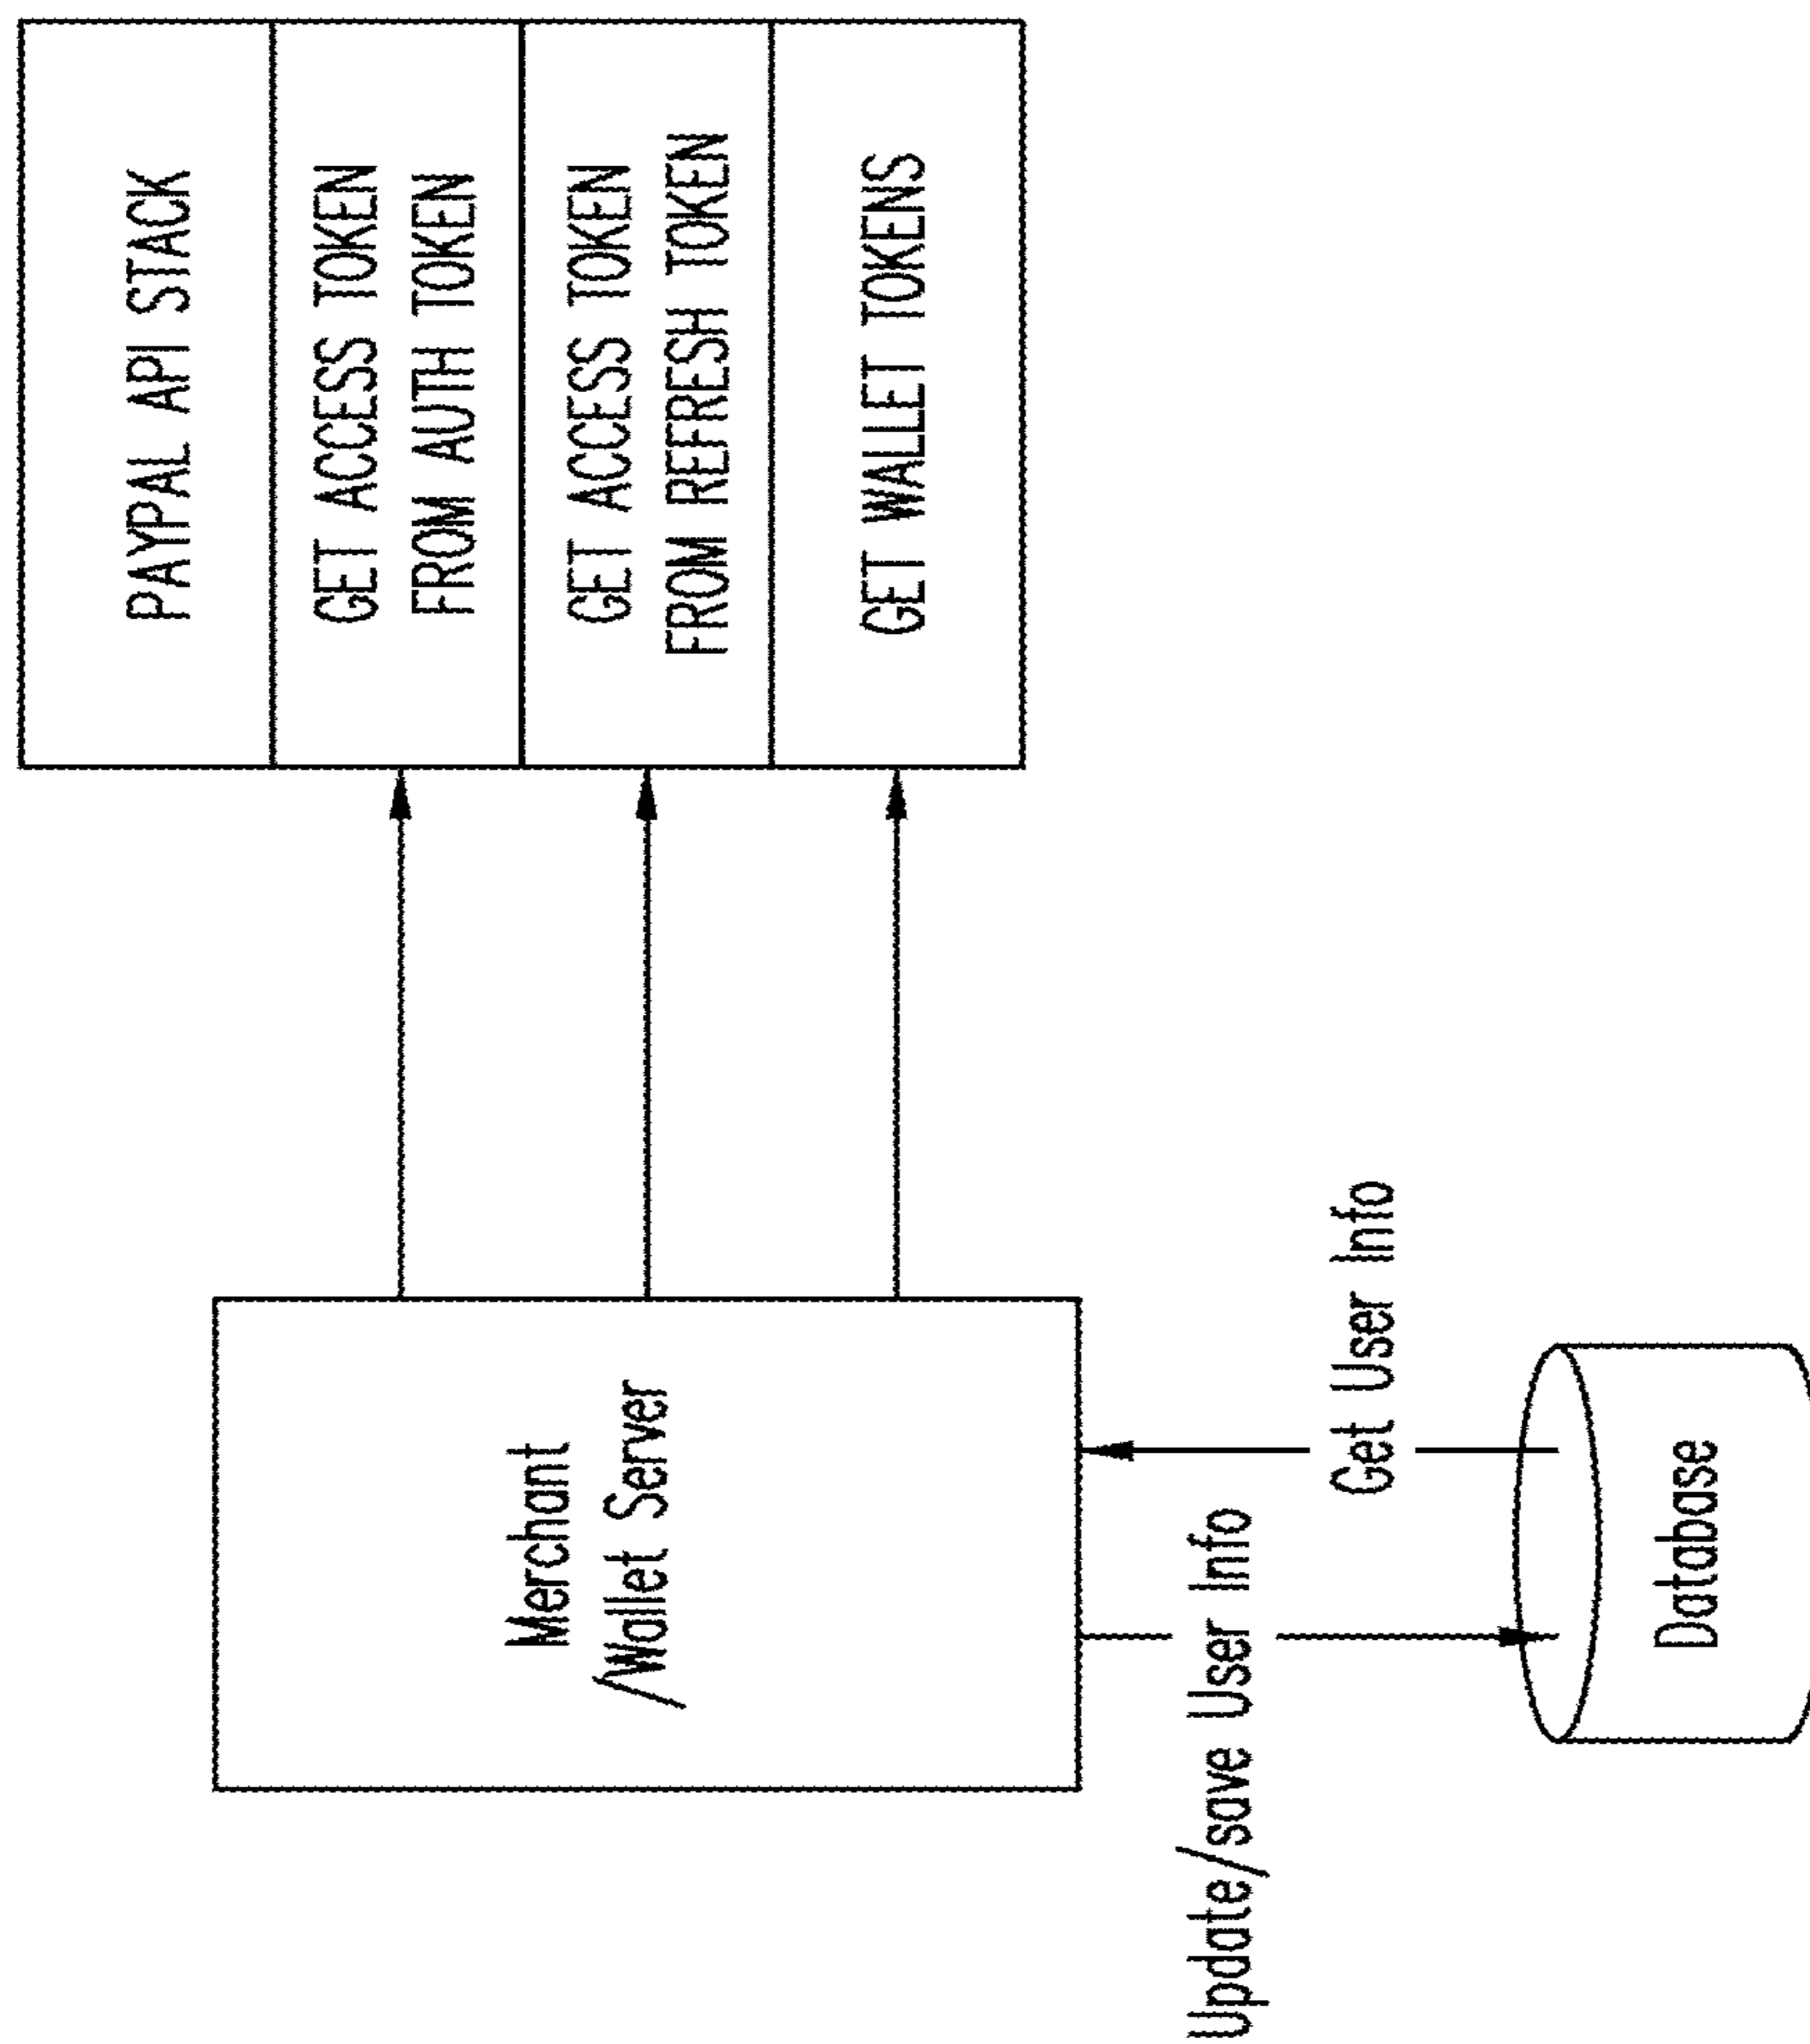 Merchant
/Wallet Server
PAYPAL API STACK
GET ACCESS TOKEN
FROM AUTH TOKEN
GET ACCESS TOKEN
FROM REFRESH TOKEN
GET WALLET TOKENS
Update/save User Info
Get User Info
Database